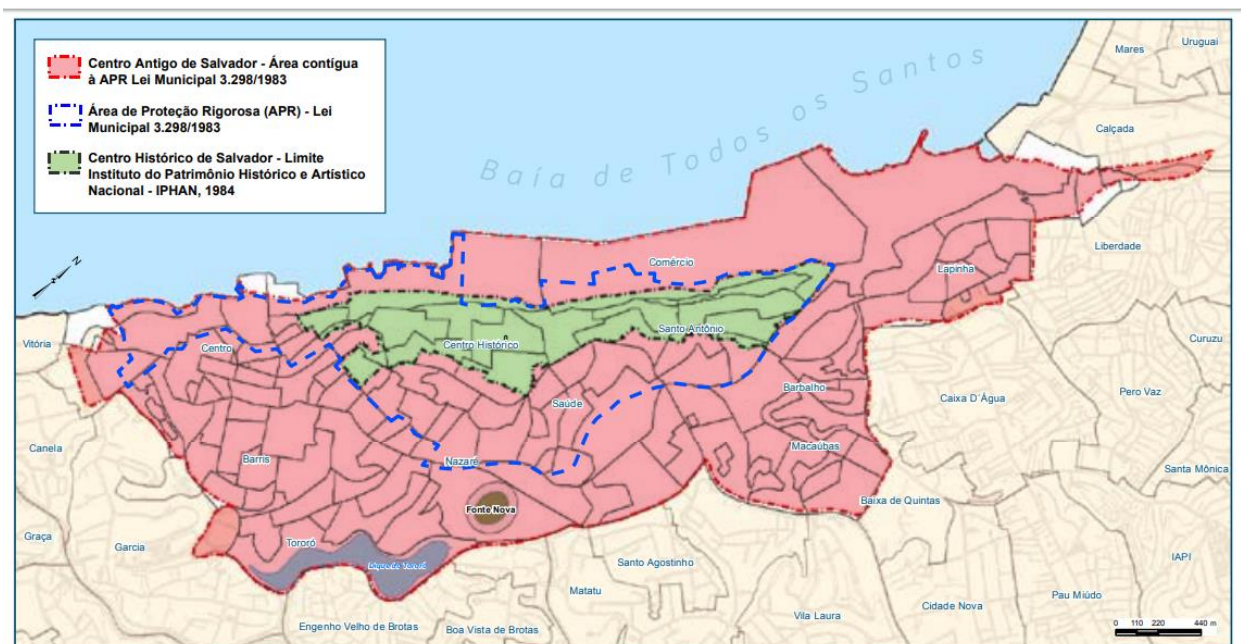 Centro Antigo de Salvador - Área contígua
à APR Lei Municipal 3.298/1983
Área de Proteção Rigorosa (APR) - Lei
Municipal 3.298/1983
Centro Histórico de Salvador - Limite
Instituto do Patrimônio Histórico e Artístico
Nacional - IPHAN, 1984
Baía de Todos os Santos
Mares
Uruguai
Calçada
Liberdade
Comércio
Lapinha
N
Santo Antônio
Vitória
Centro
Centro Histórico
Curuzu
Saúde
Barbalho
Caixa D´Água
Pero Vaz
Canela
Barris
Nazaré
Macaúbas
Santa Mônica
Fonte Nova
Baixa de Quintas
Graça
Garcia
Tororó
Dique do Tororó
Santo Agostinho
IAPI
Matatu
Engenho Velho de Brotas
Boa Vista de Brotas
Vila Laura
Cidade Nova
Pau Miúdo
0 110 220 440 m